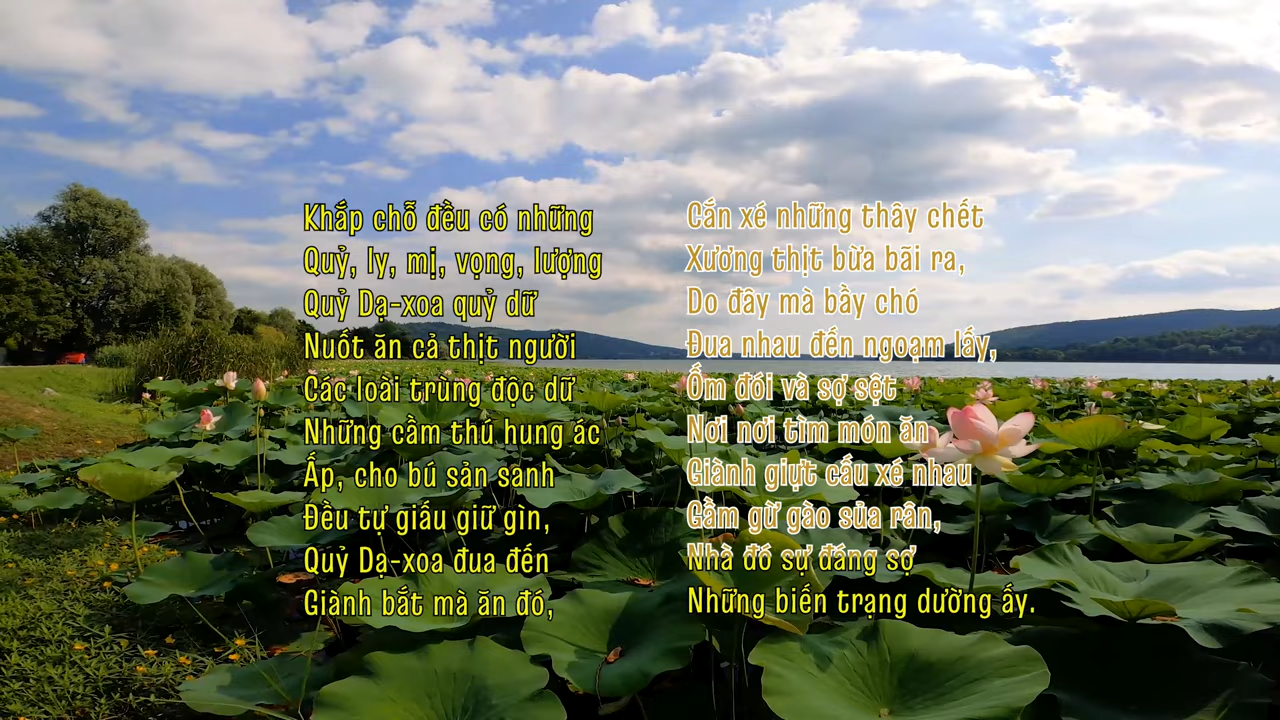 Khắp chỗ đều có những
Quỷ, ly, mị, vọng, lượng
Quỷ Dạ-xoa quỷ dữ
Nuốt ăn cả thịt người
Các loài trùng độc dữ
Những cầm thú hung ác
Ấp, cho bú sản sanh
Đều tự giấu giữ gìn,
Quỷ Dạ-xoa đua đến
Giành bắt mà ăn đó,
Cắn xé những thây chết
Xương thịt bừa bãi ra,
Do đây mà bầy chó
Đua nhau đến ngoạm lấy,
Ốm đói và sợ sệt
Nơi nơi tìm món ăn
Giành giựt cấu xé nhau
Gầm gừ gào sủa rân,
Nhà đó sự đáng sợ
Những biến trạng dường ấy.